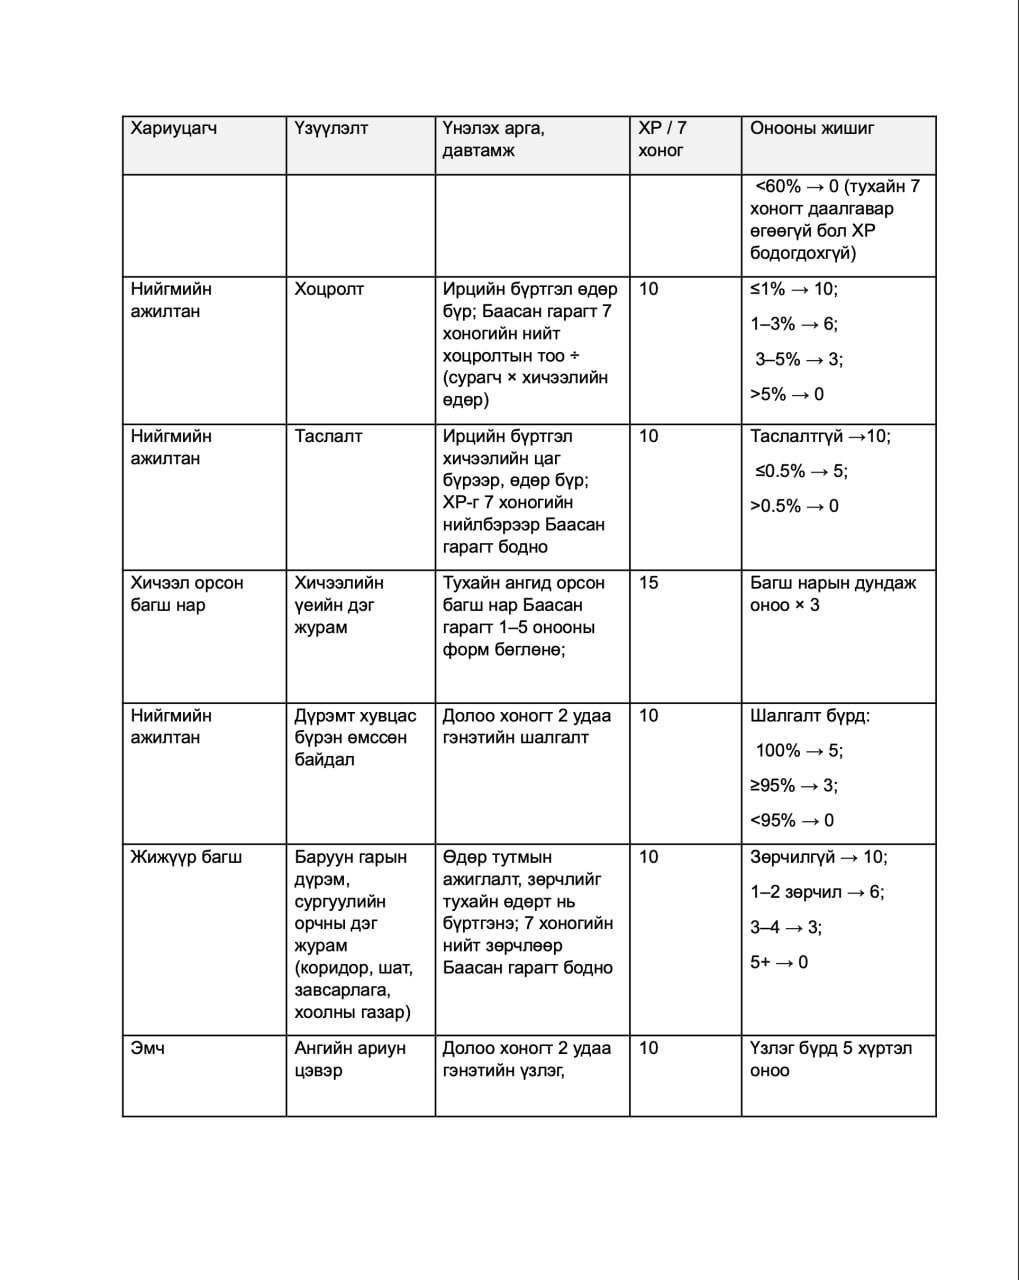 Хариуцагч
Үзүүлэлт
Үнэлэх арга,
давтамж
ХР / 7
хоног
Онооны жишиг
<60% → 0 (тухайн 7
хоногт даалгавар
өгөөгүй бол ХР
бодогдохгүй)
Нийгмийн
ажилтан
Хоцролт
Ирцийн бүртгэл өдөр
бүр; Баасан гарагт 7
хоногийн нийт
хоцролтын тоо ÷
(сурагч × хичээлийн
өдөр)
10
≤1% → 10;
1–3% → 6;
3–5% → 3;
>5% → 0
Нийгмийн
ажилтан
Таслалт
Ирцийн бүртгэл
хичээлийн цаг
бүрээр, өдөр бүр;
ХР-г 7 хоногийн
нийлбэрээр Баасан
гарагт бодно
10
Таслалтгүй →10;
≤0.5% → 5;
>0.5% → 0
Хичээл орсон
багш нар
Хичээлийн
үеийн дэг
журам
Тухайн ангид орсон
багш нар Баасан
гарагт 1–5 онооны
форм бөглөнө;
15
Багш нарын дундаж
оноо × 3
Нийгмийн
ажилтан
Дүрэмт хувцас
бүрэн өмссөн
байдал
Долоо хоногт 2 удаа
гэнэтийн шалгалт
10
Шалгалт бүрд:
100% → 5;
≥95% → 3;
<95% → 0
Жижүүр багш
Баруун гарын
дүрэм,
сургуулийн
орчны дэг
журам
(коридор, шат,
завсарлага,
хоолны газар)
Өдөр тутмын
ажиглалт, зөрчлийг
тухайн өдөрт нь
бүртгэнэ; 7 хоногийн
нийт зөрчлөөр
Баасан гарагт бодно
10
Зөрчилгүй → 10;
1–2 зөрчил → 6;
3–4 → 3;
5+ → 0
Эмч
Ангийн ариун
цэвэр
Долоо хоногт 2 удаа
гэнэтийн үзлэг,
10
Үзлэг бүрд 5 хүртэл
оноо